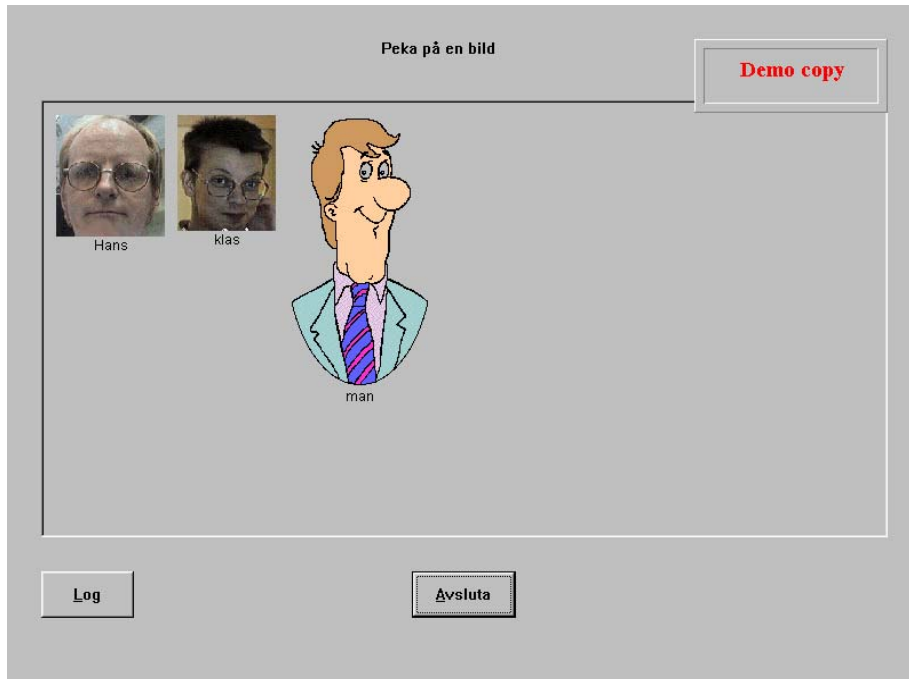 Peka på en bild
Demo copy
Hans
klas
man
Log
Avsluta